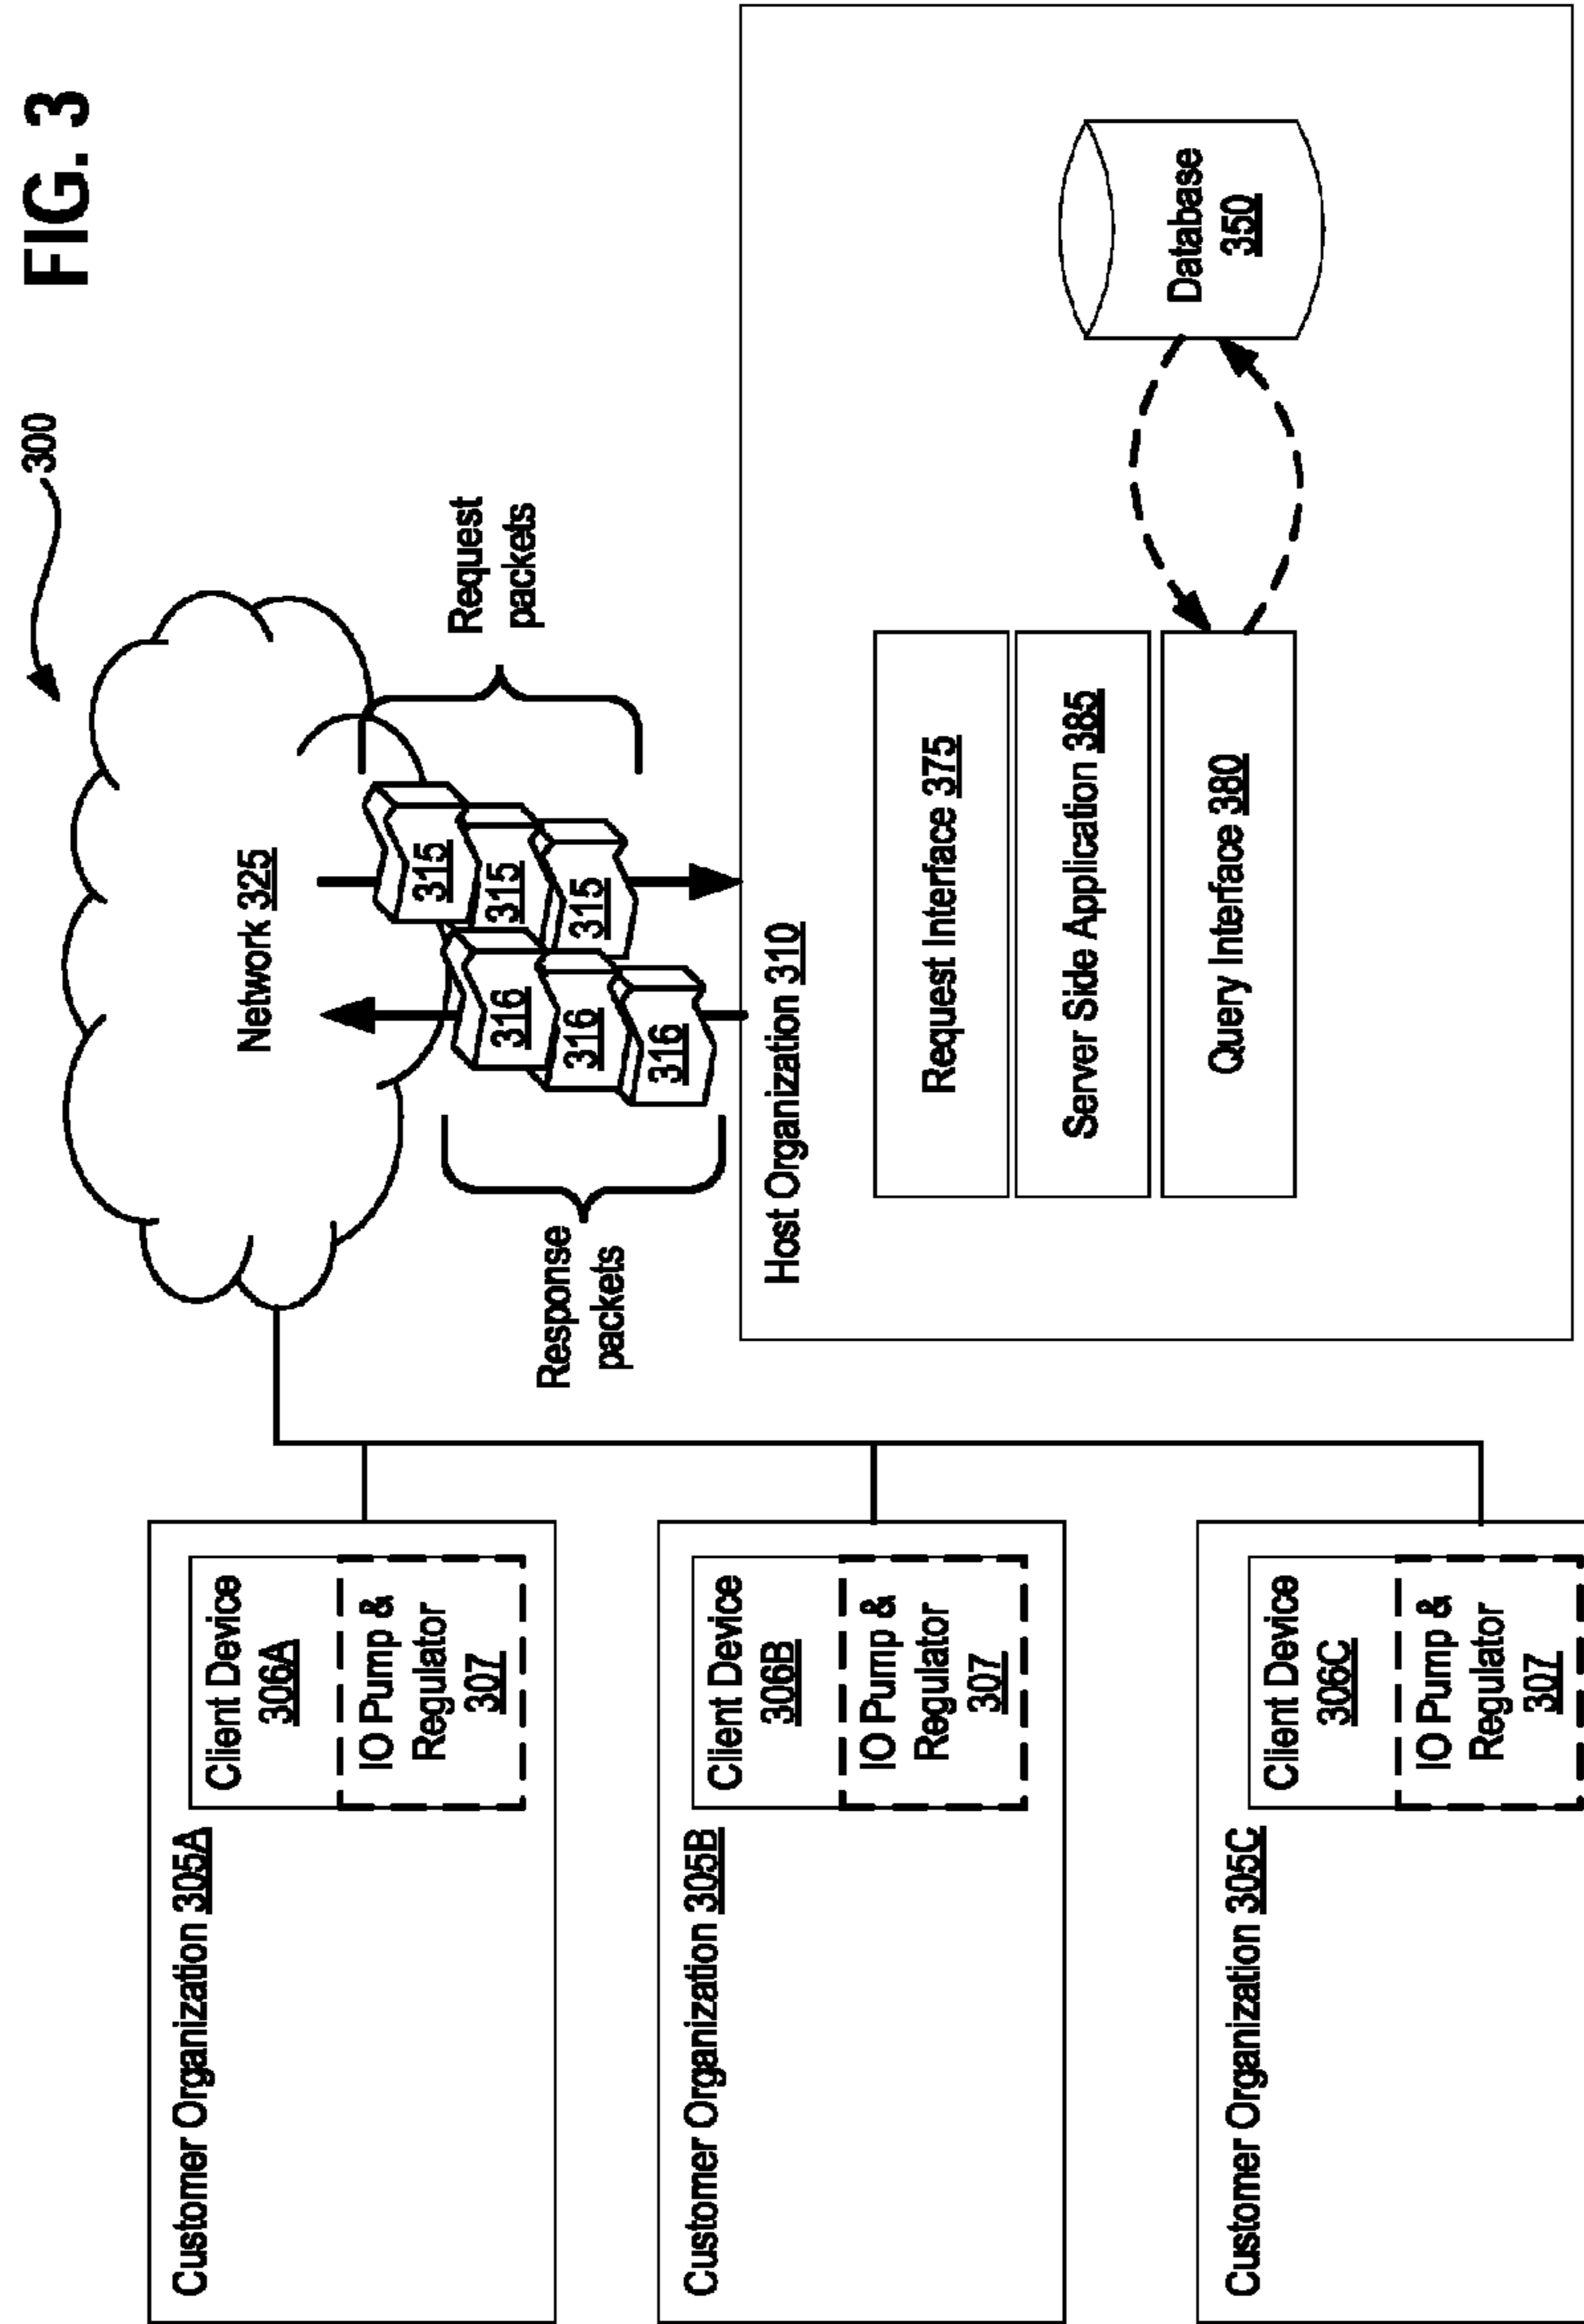 FIG. 3
300
Network 325
Request
packets
315
315
315
316
316
316
Response
packets
Customer Organization 305A
Client Device
306A
IO Pump &
Regulator
307
Customer Organization 305B
Client Device
306B
IO Pump &
Regulator
307
Customer Organization 305C
Client Device
306C
IO Pump &
Regulator
307
Host Organization 310
Request Interface 375
Server Side Application 385
Query Interface 380
Database
350